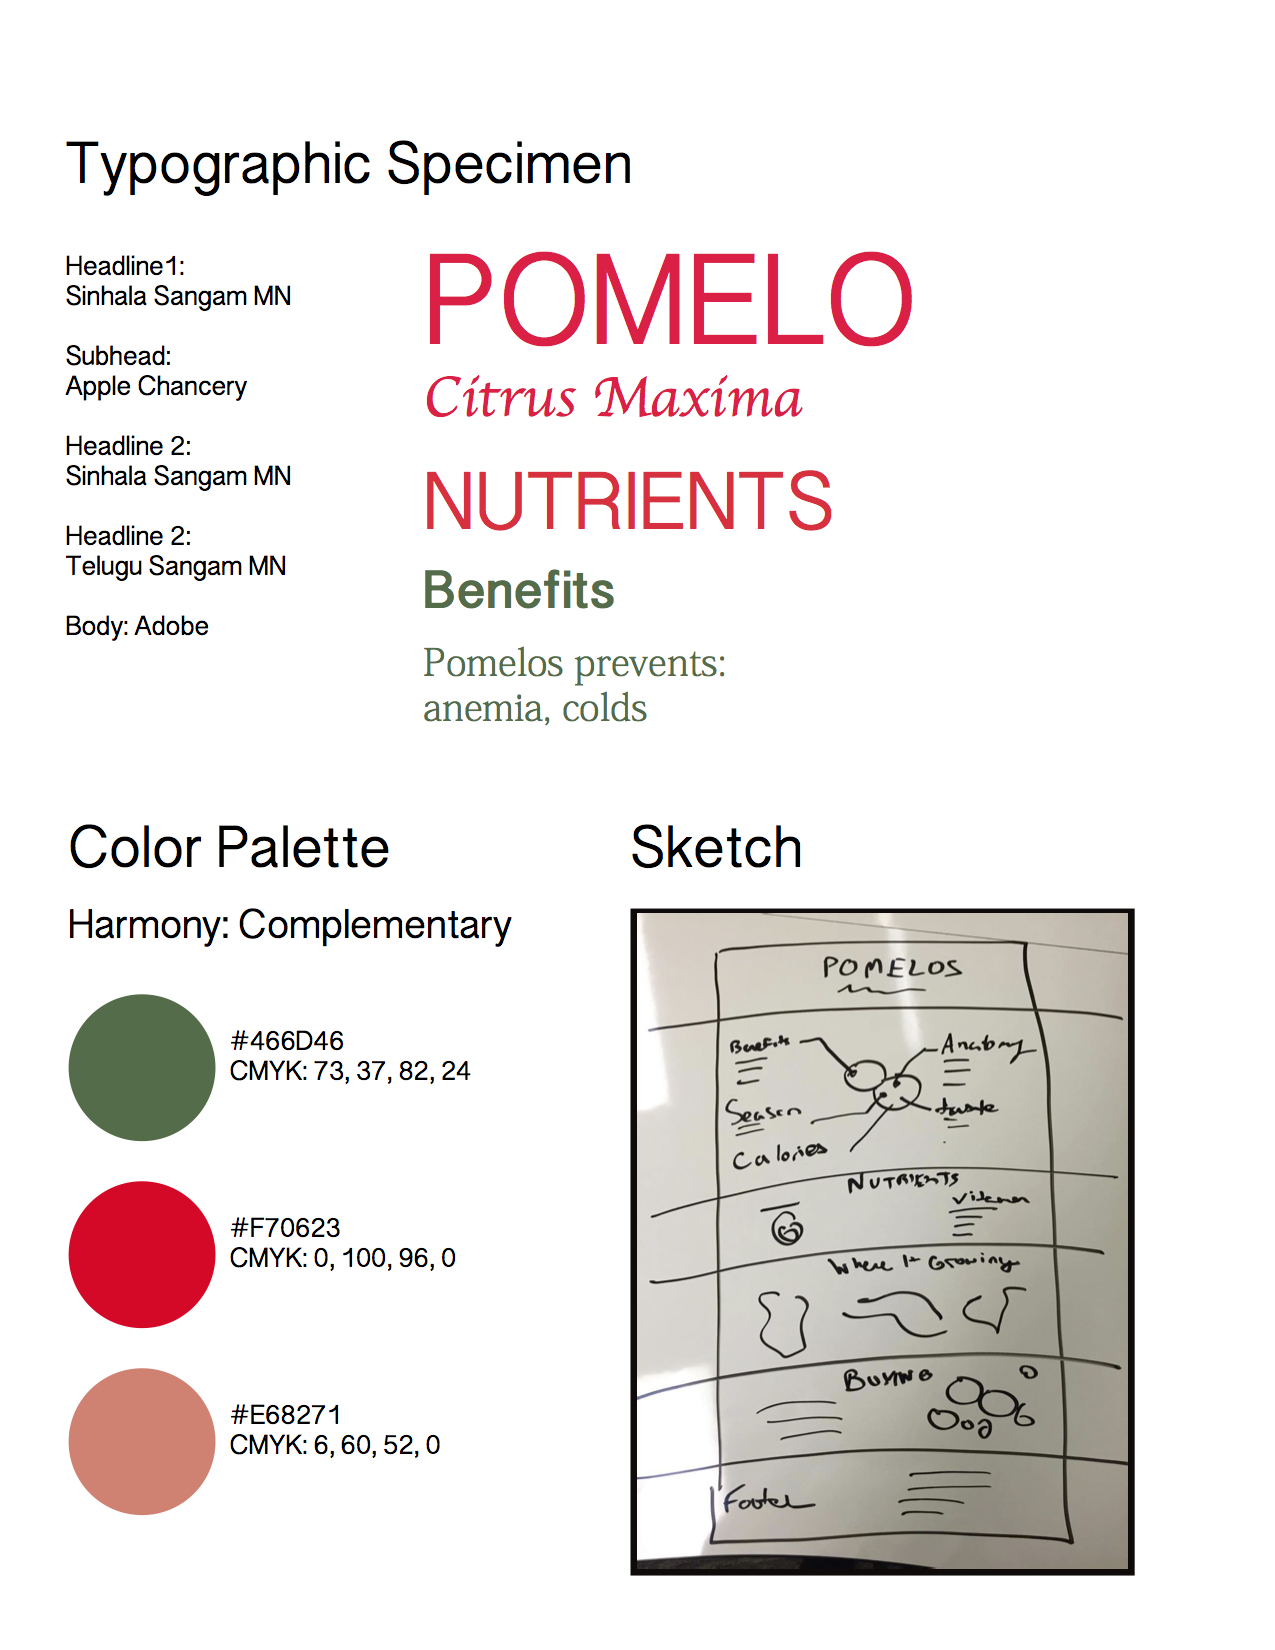 Typographic Specimen
Headline1:
Sinhala Sangam MN
Subhead:
Apple Chancery
Headline 2:
Sinhala Sangam MN
Headline 2:
Telugu Sangam MN
Body: Adobe
POMELO
Citrus Maxima
NUTRIENTS
Benefits
Pomelos prevents:
anemia, colds
Color Palette
Harmony: Complementary
#466D46
CMYK: 73, 37, 82, 24
#F70623
CMYK: 0, 100, 96, 0
#E68271
CMYK: 6, 60, 52, 0
Sketch
POMELOS
Benefits
Anatomy
Season
Calories
NUTRIENTS
Where It Growing
BUYING
Footer